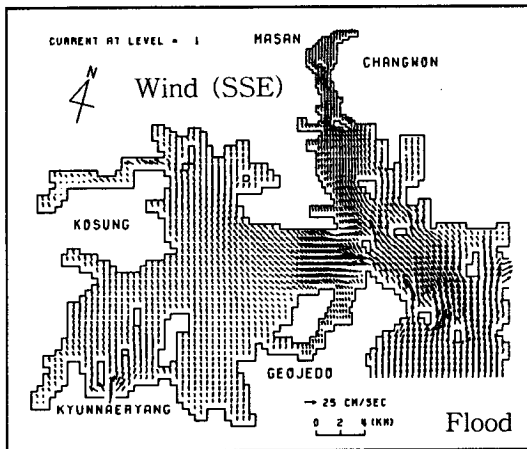 CURRENT AT LEVEL = 1
MASAN
CHANGWON
N
Wind (SSE)
KOSUNG
GEOJEDO
KYUNNAERYANG
→ 25 CM/SEC
0 2 4 (KM)
Flood